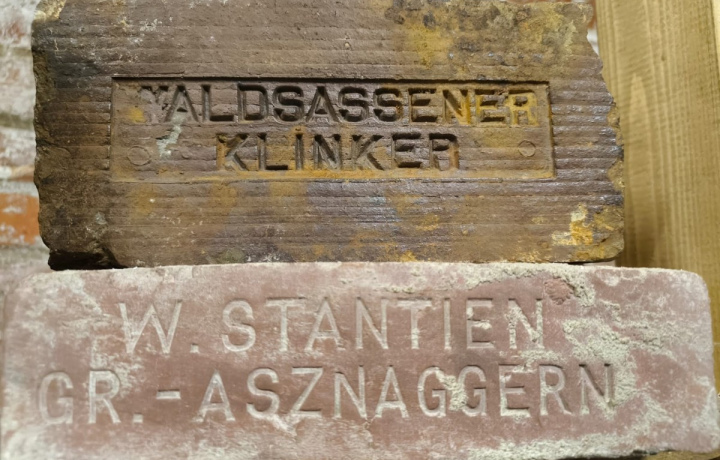 WALDSASSENER
KLINKER
W. STANTIEN
GR.-ASZNAGGERN